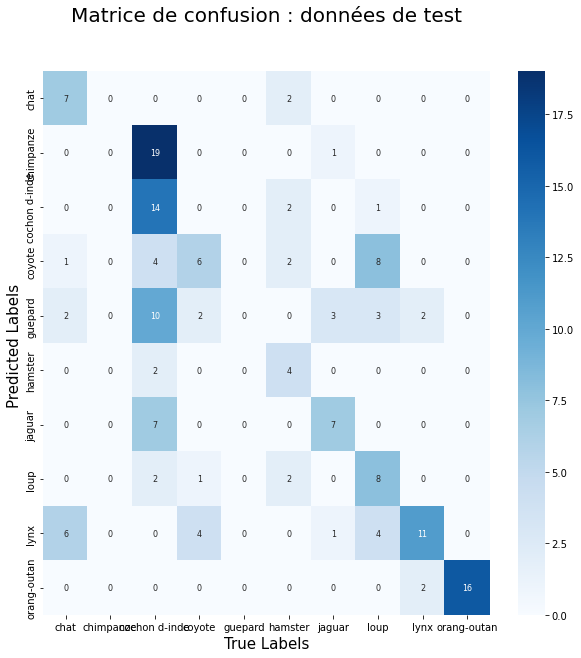 Matrice de confusion : données de test
Predicted Labels
chat 7 0 0 0 0 2 0 0 0 0
chimpanze 0 0 19 0 0 0 1 0 0 0
cochon d-inde 0 0 14 0 0 2 0 1 0 0
coyote 1 0 4 6 0 2 0 8 0 0
guepard 2 0 10 2 0 0 3 3 2 0
hamster 0 0 2 0 0 4 0 0 0 0
jaguar 0 0 7 0 0 0 7 0 0 0
loup 0 0 2 1 0 2 0 8 0 0
lynx 6 0 0 4 0 0 1 4 11 0
orang-outan 0 0 0 0 0 0 0 0 2 16
chat chimpanze cochon d-inde coyote guepard hamster jaguar loup lynx orang-outan
True Labels
17.5
15.0
12.5
10.0
7.5
5.0
2.5
0.0